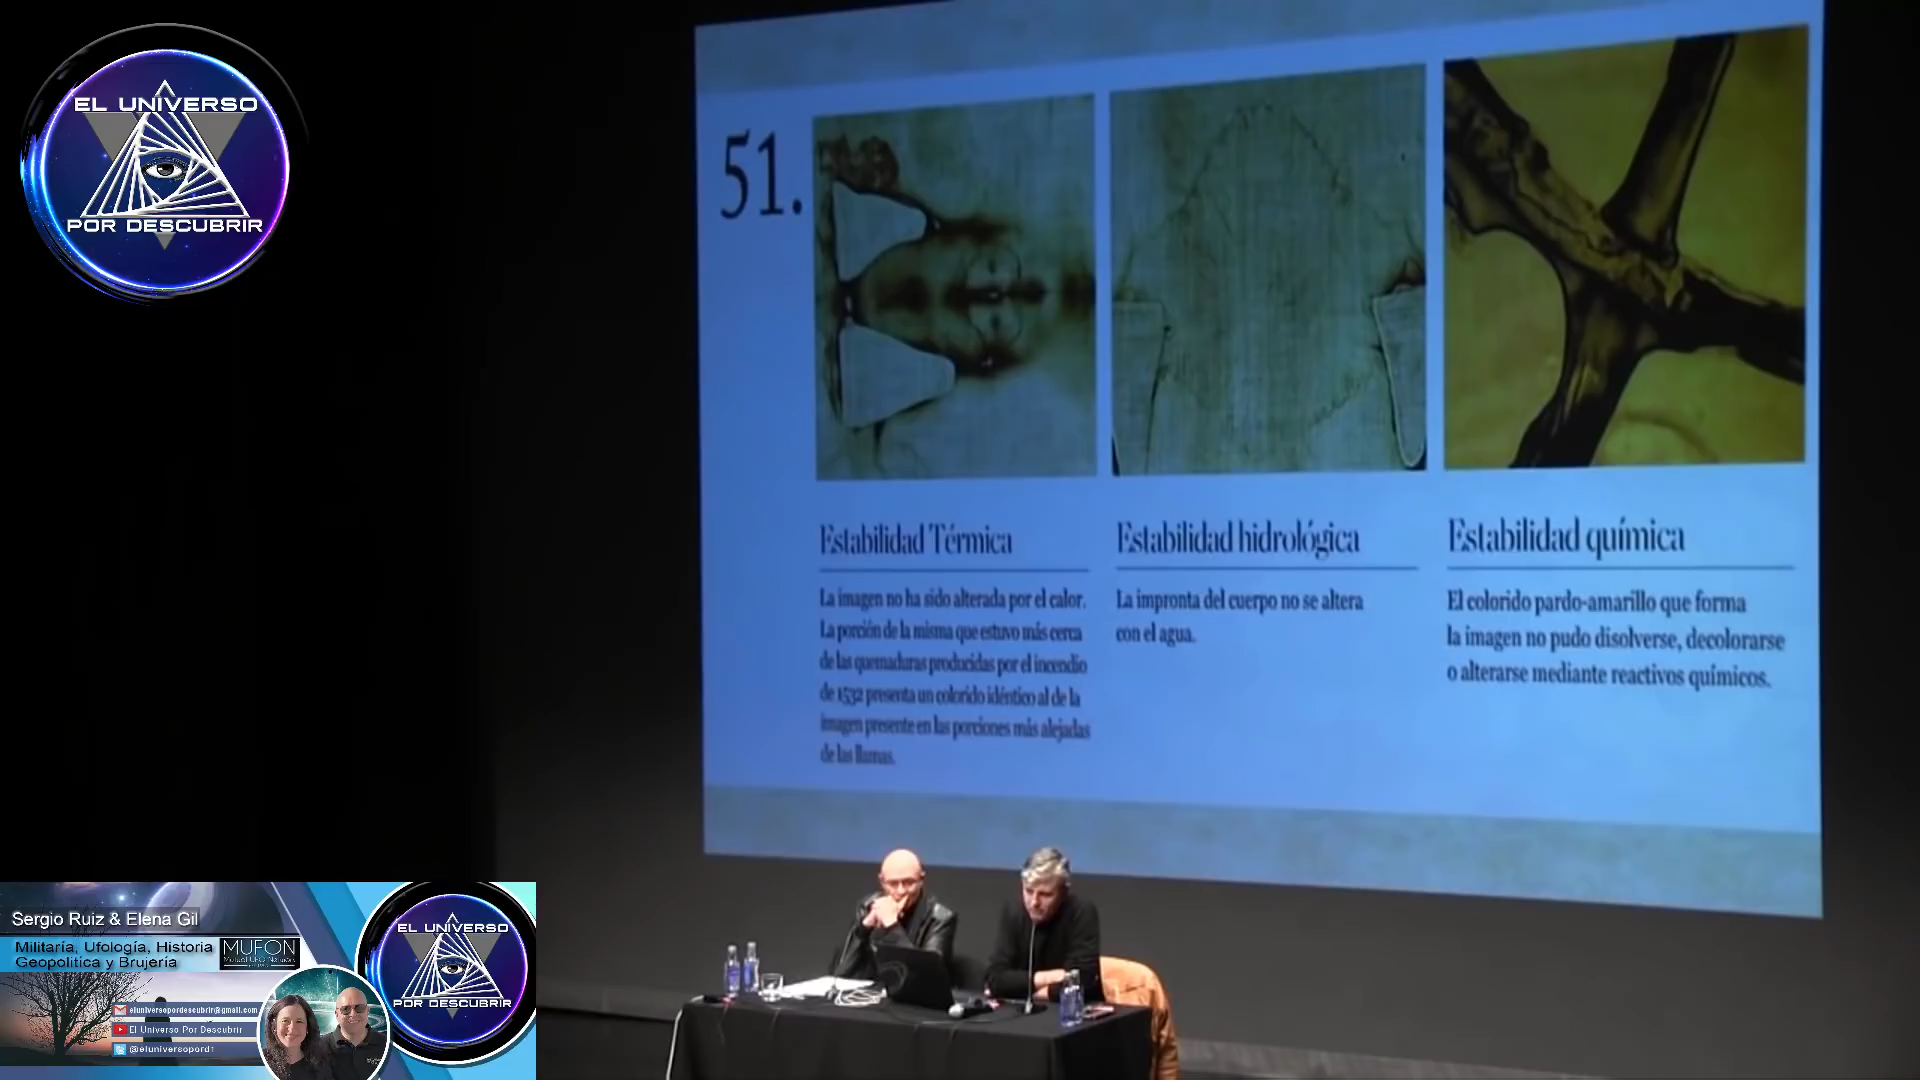 EL UNIVERSO
POR DESCUBRIR
51.
Estabilidad Térmica
La imagen no ha sido alterada por el calor.
La porción de la misma que estuvo más cerca
de las quemaduras producidas por el incendio
de 1532 presenta un colorido idéntico al de la
imagen presente en las porciones más alejadas
de las llamas.
Estabilidad hidrológica
La impronta del cuerpo no se altera
con el agua.
Estabilidad química
El colorido pardo-amarillo que forma
la imagen no pudo disolverse, decolorarse
o alterarse mediante reactivos químicos.
Sergio Ruiz & Elena Gil
Militaría, Ufología, Historia
Geopolítica y Brujería
MUFON
Mutual UFO Network
eluniversopordescubrir@gmail.com
El Universo Por Descubrir
@eluniversopord1
EL UNIVERSO
POR DESCUBRIR